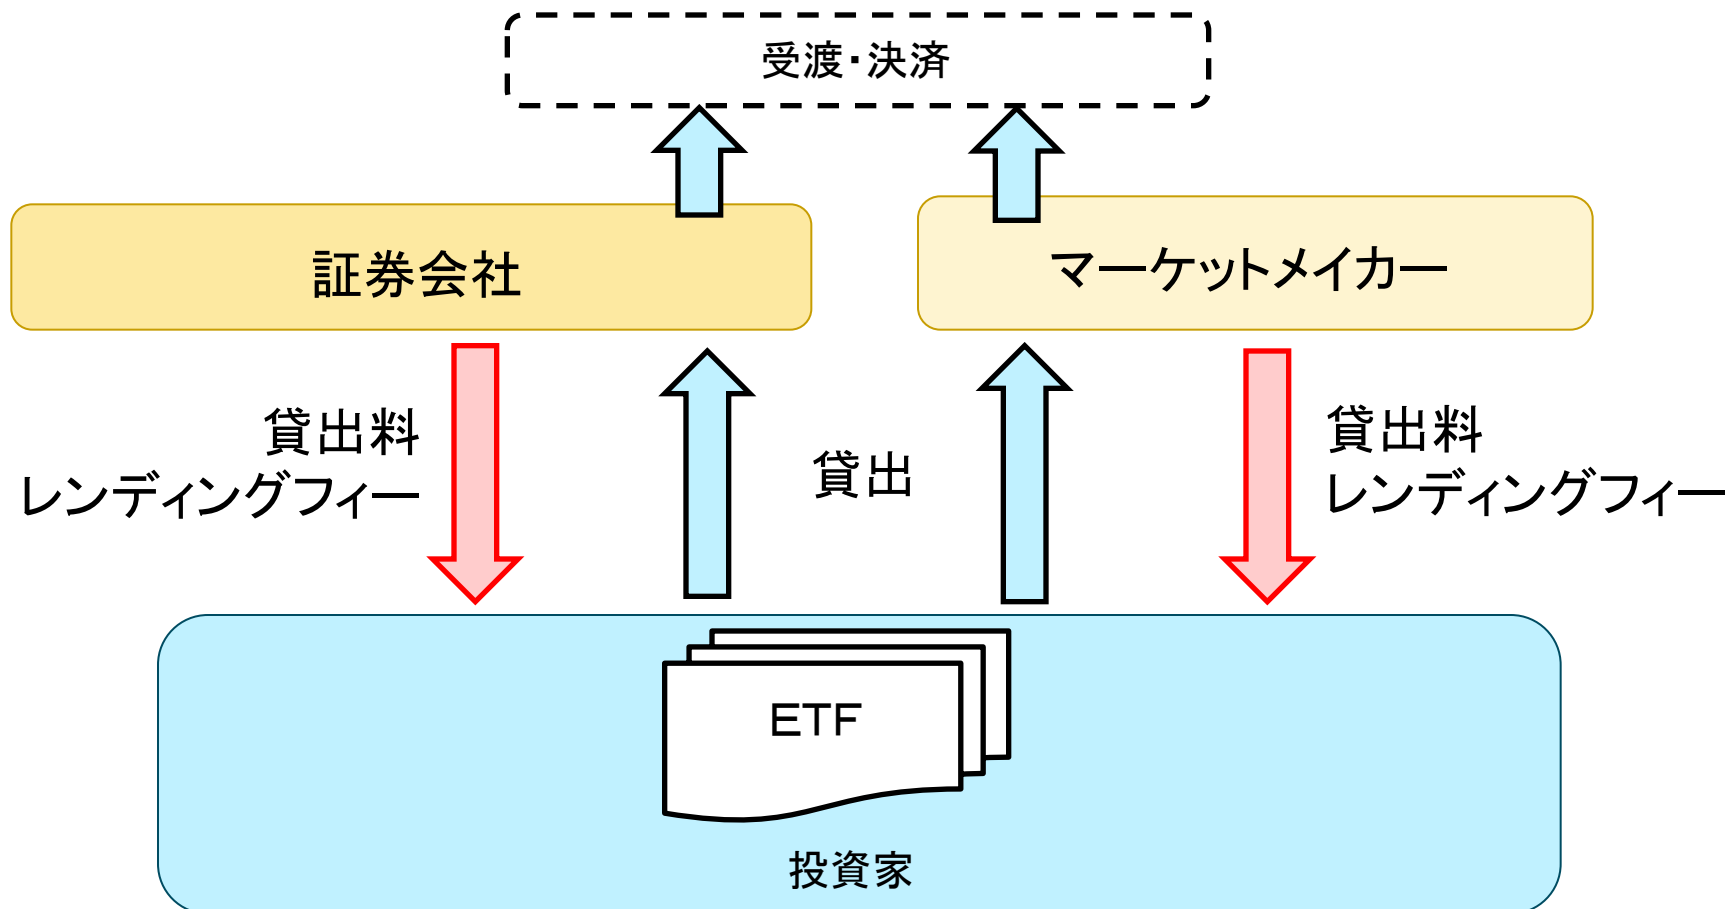 受渡・決済
証券会社
マーケットメイカー
貸出料
レンディングフィー
貸出
貸出料
レンディングフィー
ETF
投資家